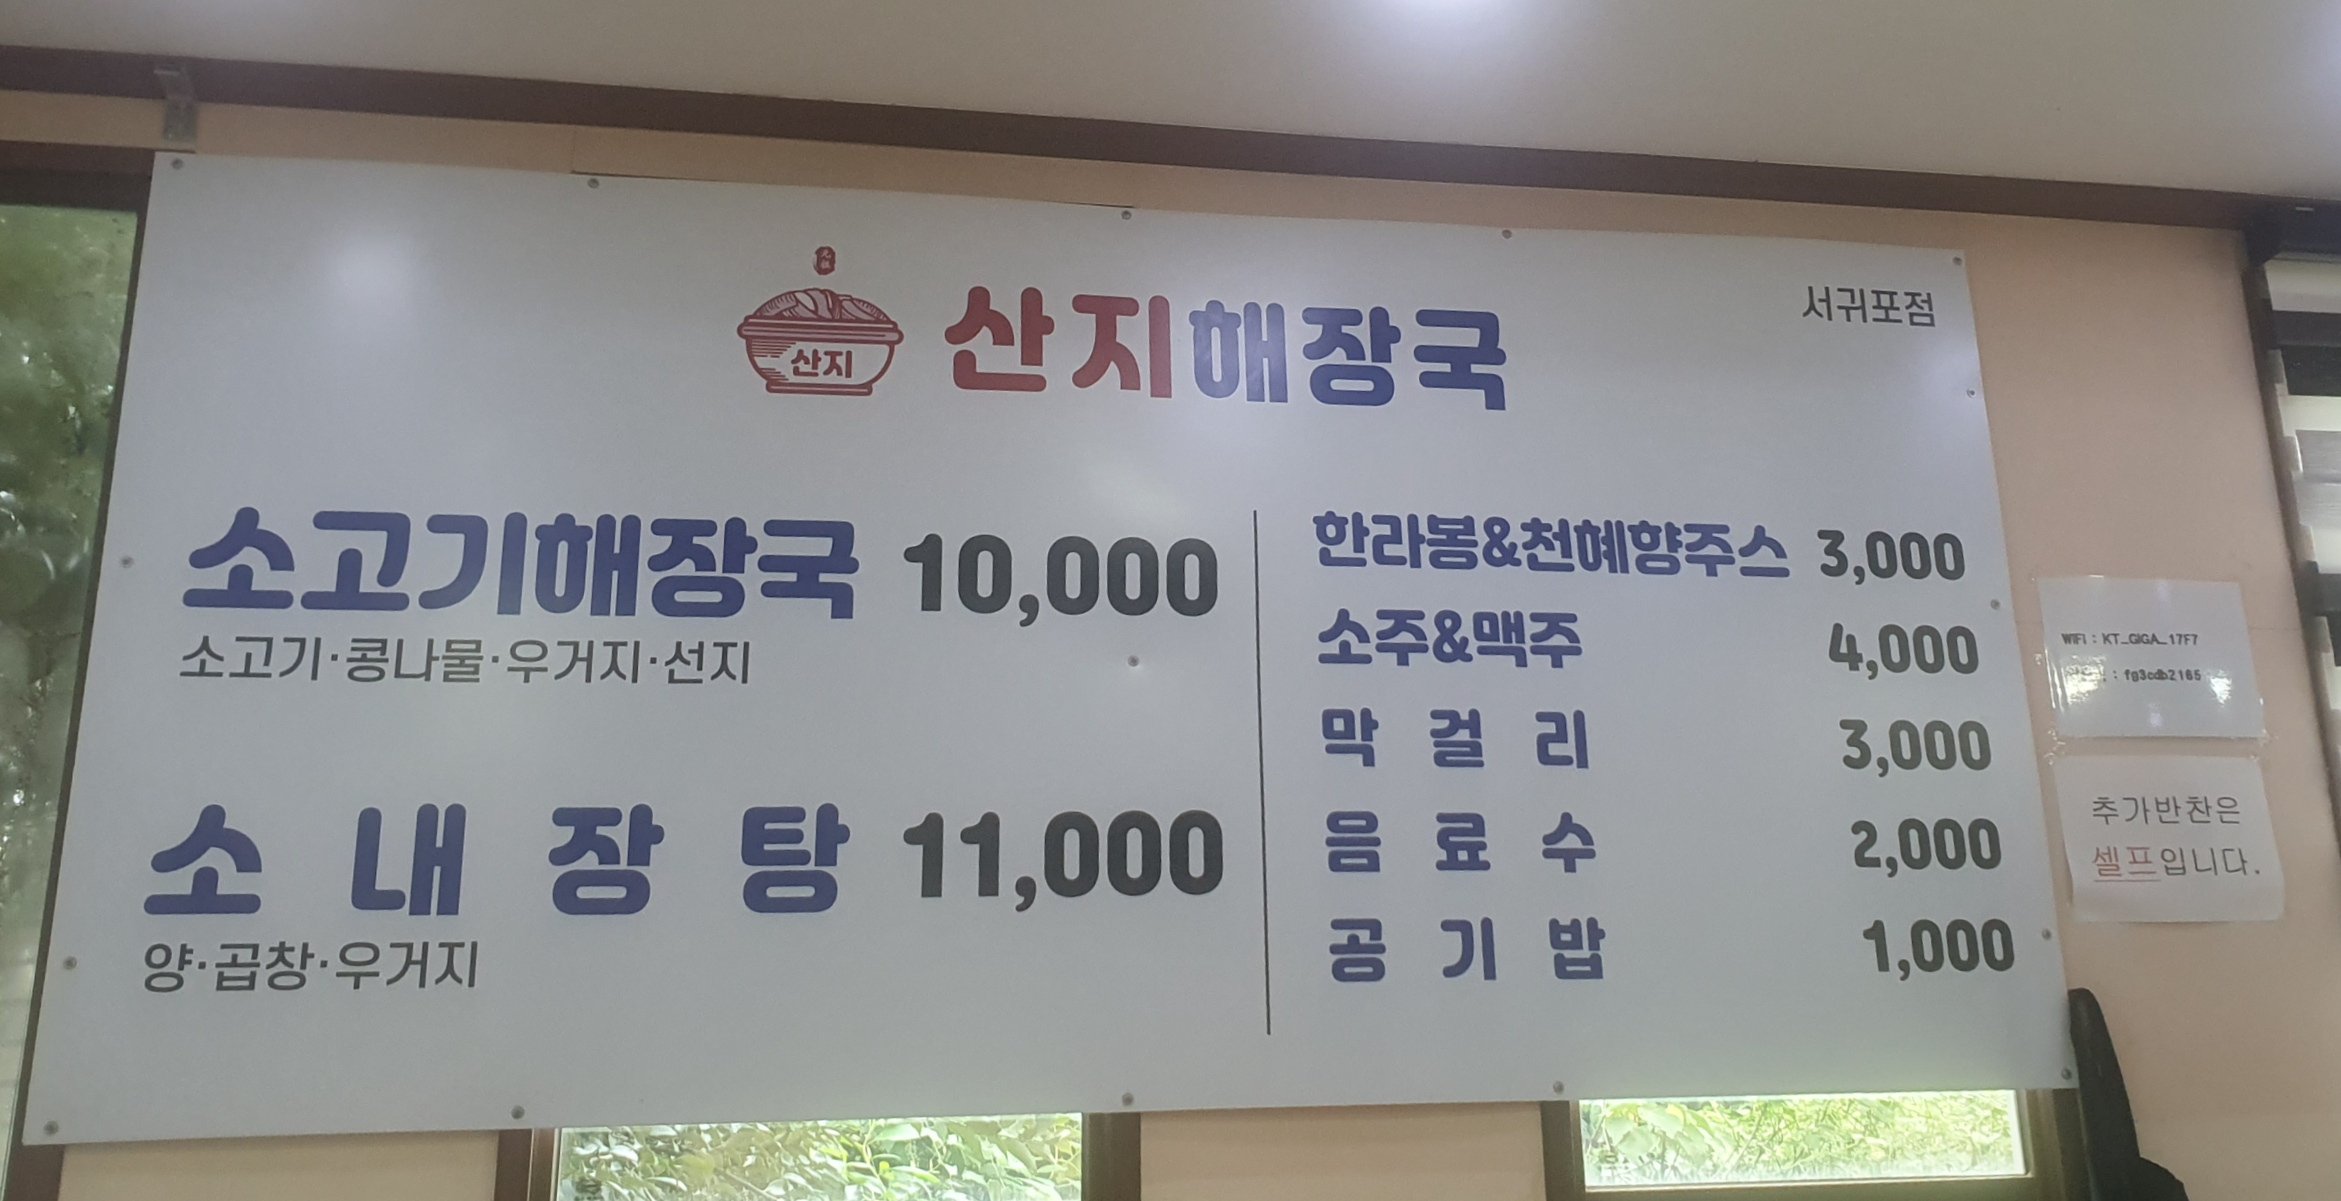 산지
산지해장국
서귀포점
소고기해장국 10,000
소고기·콩나물·우거지·선지
소내장탕 11,000
양·곱창·우거지
한라봉&천혜향주스 3,000
소주&맥주 4,000
막걸리 3,000
음료수 2,000
공기밥 1,000
WIFI : KT_GIGA_17F7
: fg3cdb2165
추가반찬은
셀프입니다.